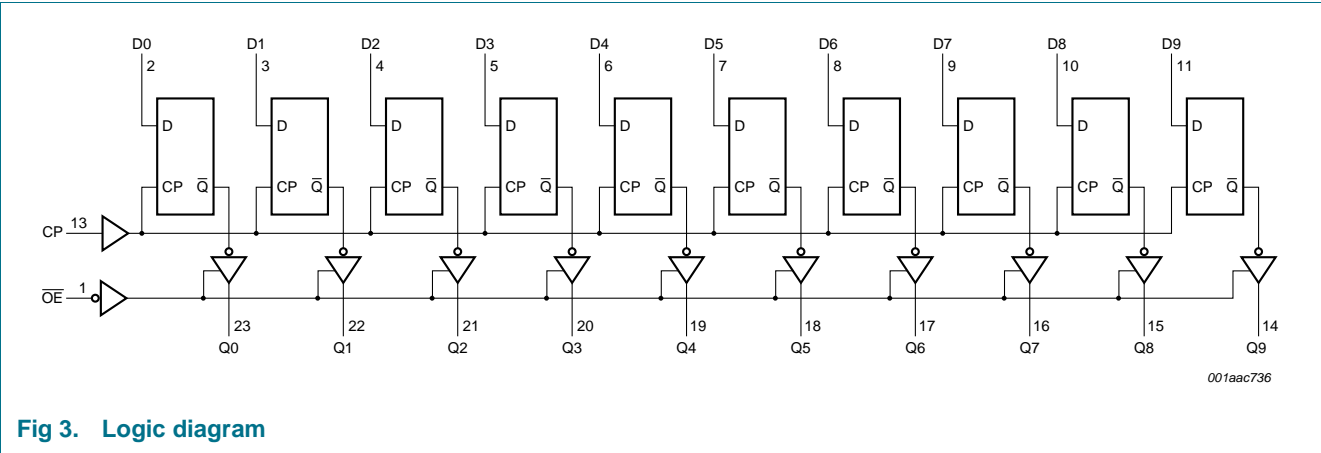 D0 D1 D2 D3 D4 D5 D6 D7 D8 D9
2 3 4 5 6 7 8 9 10 11
D D D D D D D D D D
CP Q̅ CP Q̅ CP Q̅ CP Q̅ CP Q̅ CP Q̅ CP Q̅ CP Q̅ CP Q̅ CP Q̅
CP 13
O̅E̅ 1
23 22 21 20 19 18 17 16 15 14
Q0 Q1 Q2 Q3 Q4 Q5 Q6 Q7 Q8 Q9
001aac736
Fig 3. Logic diagram